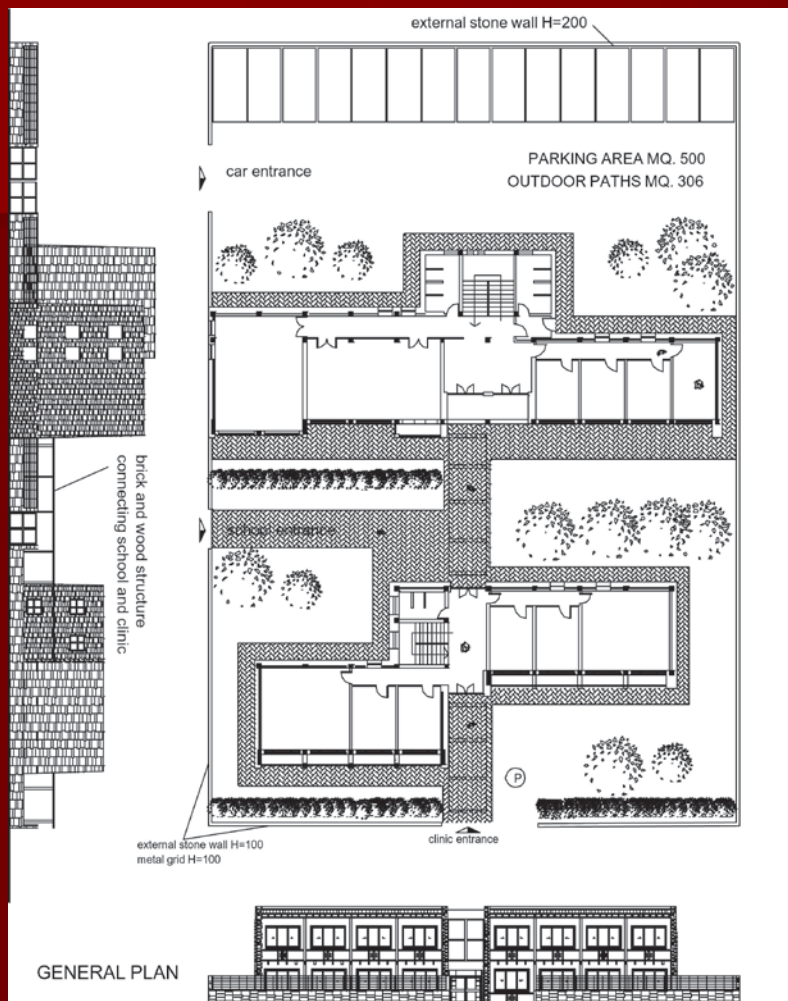 external stone wall H=200
PARKING AREA MQ. 500
OUTDOOR PATHS MQ. 306
car entrance
brick and wood structure
connecting school and clinic
school entrance
P
external stone wall H=100
metal grid H=100
clinic entrance
GENERAL PLAN